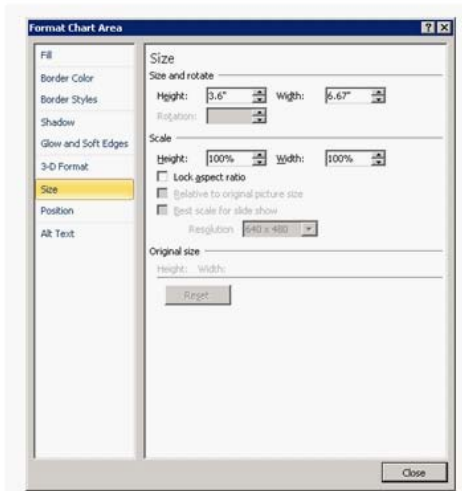 Format Chart Area
Fill
Border Color
Border Styles
Shadow
Glow and Soft Edges
3-D Format
Size
Position
Alt Text
Size
Size and rotate
Height: 3.6" Width: 6.67"
Rotation:
Scale
Height: 100% Width: 100%
Lock aspect ratio
Relative to original picture size
Best scale for slide show
Resolution 640 x 480
Original size
Height: Width:
Reset
Close